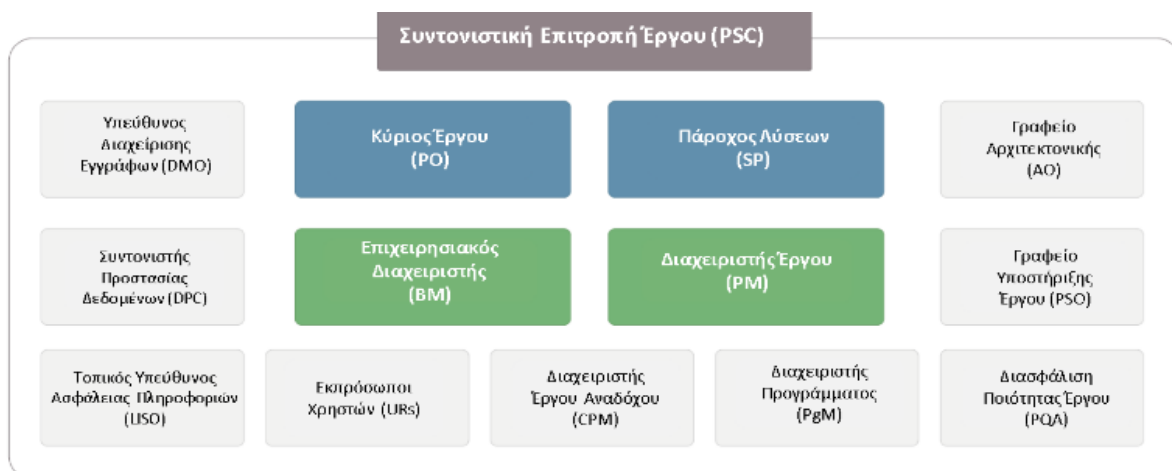 Συντονιστική Επιτροπή Έργου (PSC)
Υπεύθυνος
Διαχείρισης
Εγγράφων (DMO)
Κύριος Έργου
(PO)
Πάροχος Λύσεων
(SP)
Γραφείο
Αρχιτεκτονικής
(AO)
Συντονιστής
Προστασίας
Δεδομένων (DPC)
Επιχειρησιακός
Διαχειριστής
(BM)
Διαχειριστής Έργου
(PM)
Γραφείο
Υποστήριξης
Έργου (PSO)
Τοπικός Υπεύθυνος
Ασφάλειας Πληροφοριών
(LISO)
Εκπρόσωποι
Χρηστών (URs)
Διαχειριστής
Έργου Αναδόχου
(CPM)
Διαχειριστής
Προγράμματος
(PgM)
Διασφάλιση
Ποιότητας Έργου
(PQA)